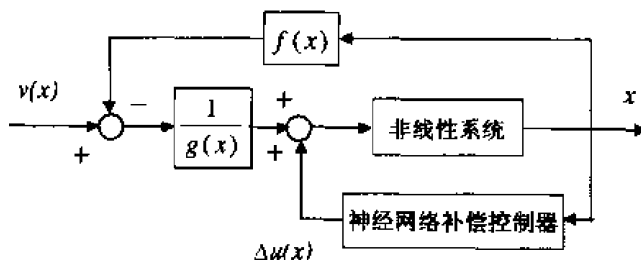 f(x)
v(x)
−
+
1
g(x)
+
+
非线性系统
x
神经网络补偿控制器
Δu(x)